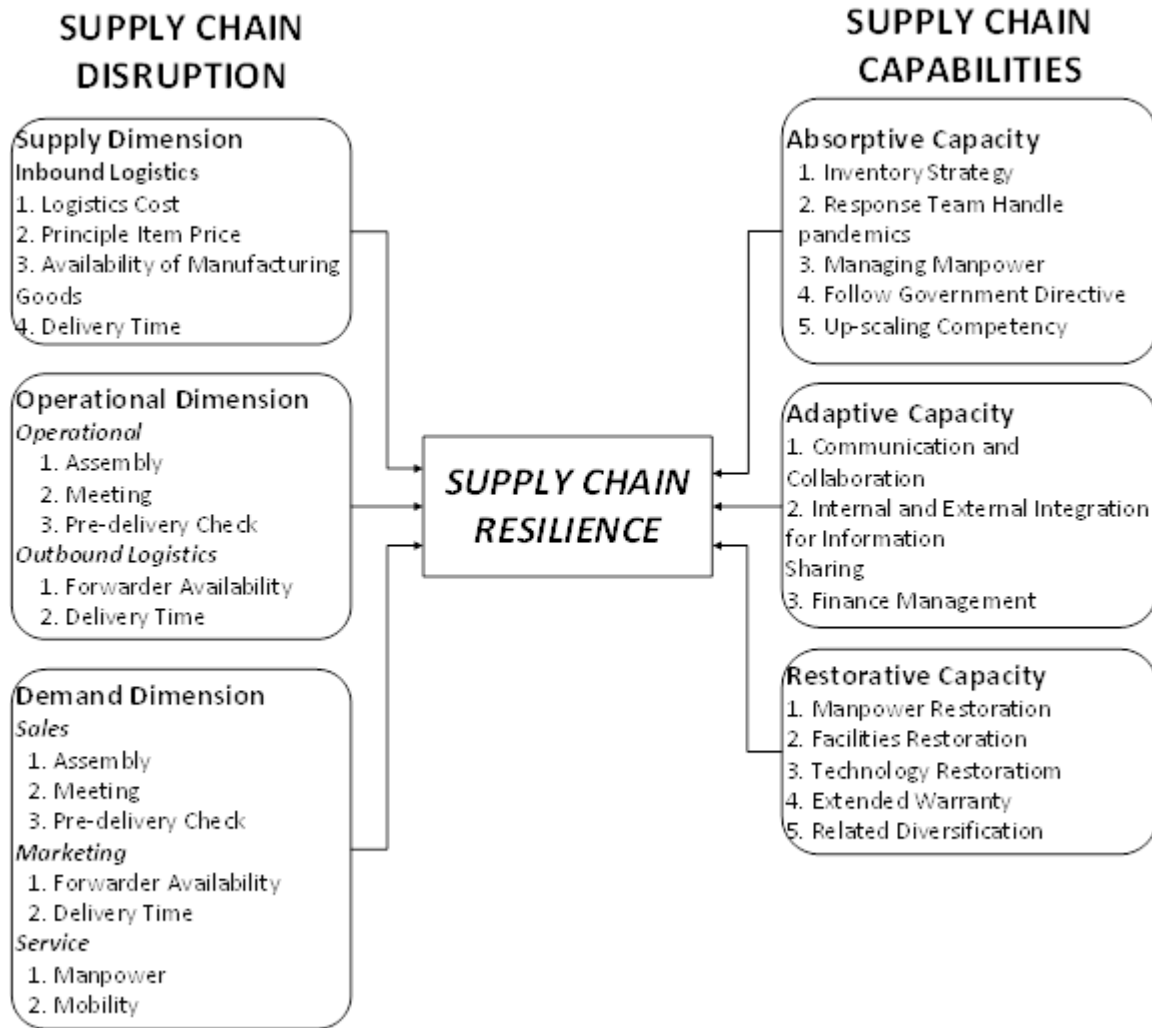 SUPPLY CHAIN
DISRUPTION
Supply Dimension
Inbound Logistics
1. Logistics Cost
2. Principle Item Price
3. Availability of Manufacturing
Goods
4. Delivery Time
Operational Dimension
Operational
1. Assembly
2. Meeting
3. Pre-delivery Check
Outbound Logistics
1. Forwarder Availability
2. Delivery Time
Demand Dimension
Sales
1. Assembly
2. Meeting
3. Pre-delivery Check
Marketing
1. Forwarder Availability
2. Delivery Time
Service
1. Manpower
2. Mobility
SUPPLY CHAIN
RESILIENCE
SUPPLY CHAIN
CAPABILITIES
Absorptive Capacity
1. Inventory Strategy
2. Response Team Handle
pandemics
3. Managing Manpower
4. Follow Government Directive
5. Up-scaling Competency
Adaptive Capacity
1. Communication and
Collaboration
2. Internal and External Integration
for Information
Sharing
3. Finance Management
Restorative Capacity
1. Manpower Restoration
2. Facilities Restoration
3. Technology Restoratiom
4. Extended Warranty
5. Related Diversification